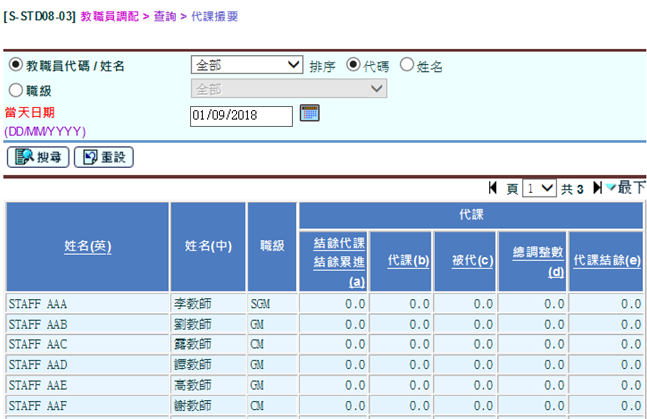 [S-STD08-03] 教職員調配 > 查詢 > 代課撮要
教職員代碼 / 姓名 全部 排序 代碼 姓名
職級 全部
當天日期 01/09/2018
(DD/MM/YYYY)
搜尋 重設
頁 1 共 3 最下
代課
姓名(英) 姓名(中) 職級 結餘代課結餘累進(a) 代課(b) 被代(c) 總調整數(d) 代課結餘(e)
STAFF AAA 李教師 SGM 0.0 0.0 0.0 0.0 0.0
STAFF AAB 劉教師 GM 0.0 0.0 0.0 0.0 0.0
STAFF AAC 羅教師 CM 0.0 0.0 0.0 0.0 0.0
STAFF AAD 譚教師 GM 0.0 0.0 0.0 0.0 0.0
STAFF AAE 高教師 GM 0.0 0.0 0.0 0.0 0.0
STAFF AAF 謝教師 CM 0.0 0.0 0.0 0.0 0.0